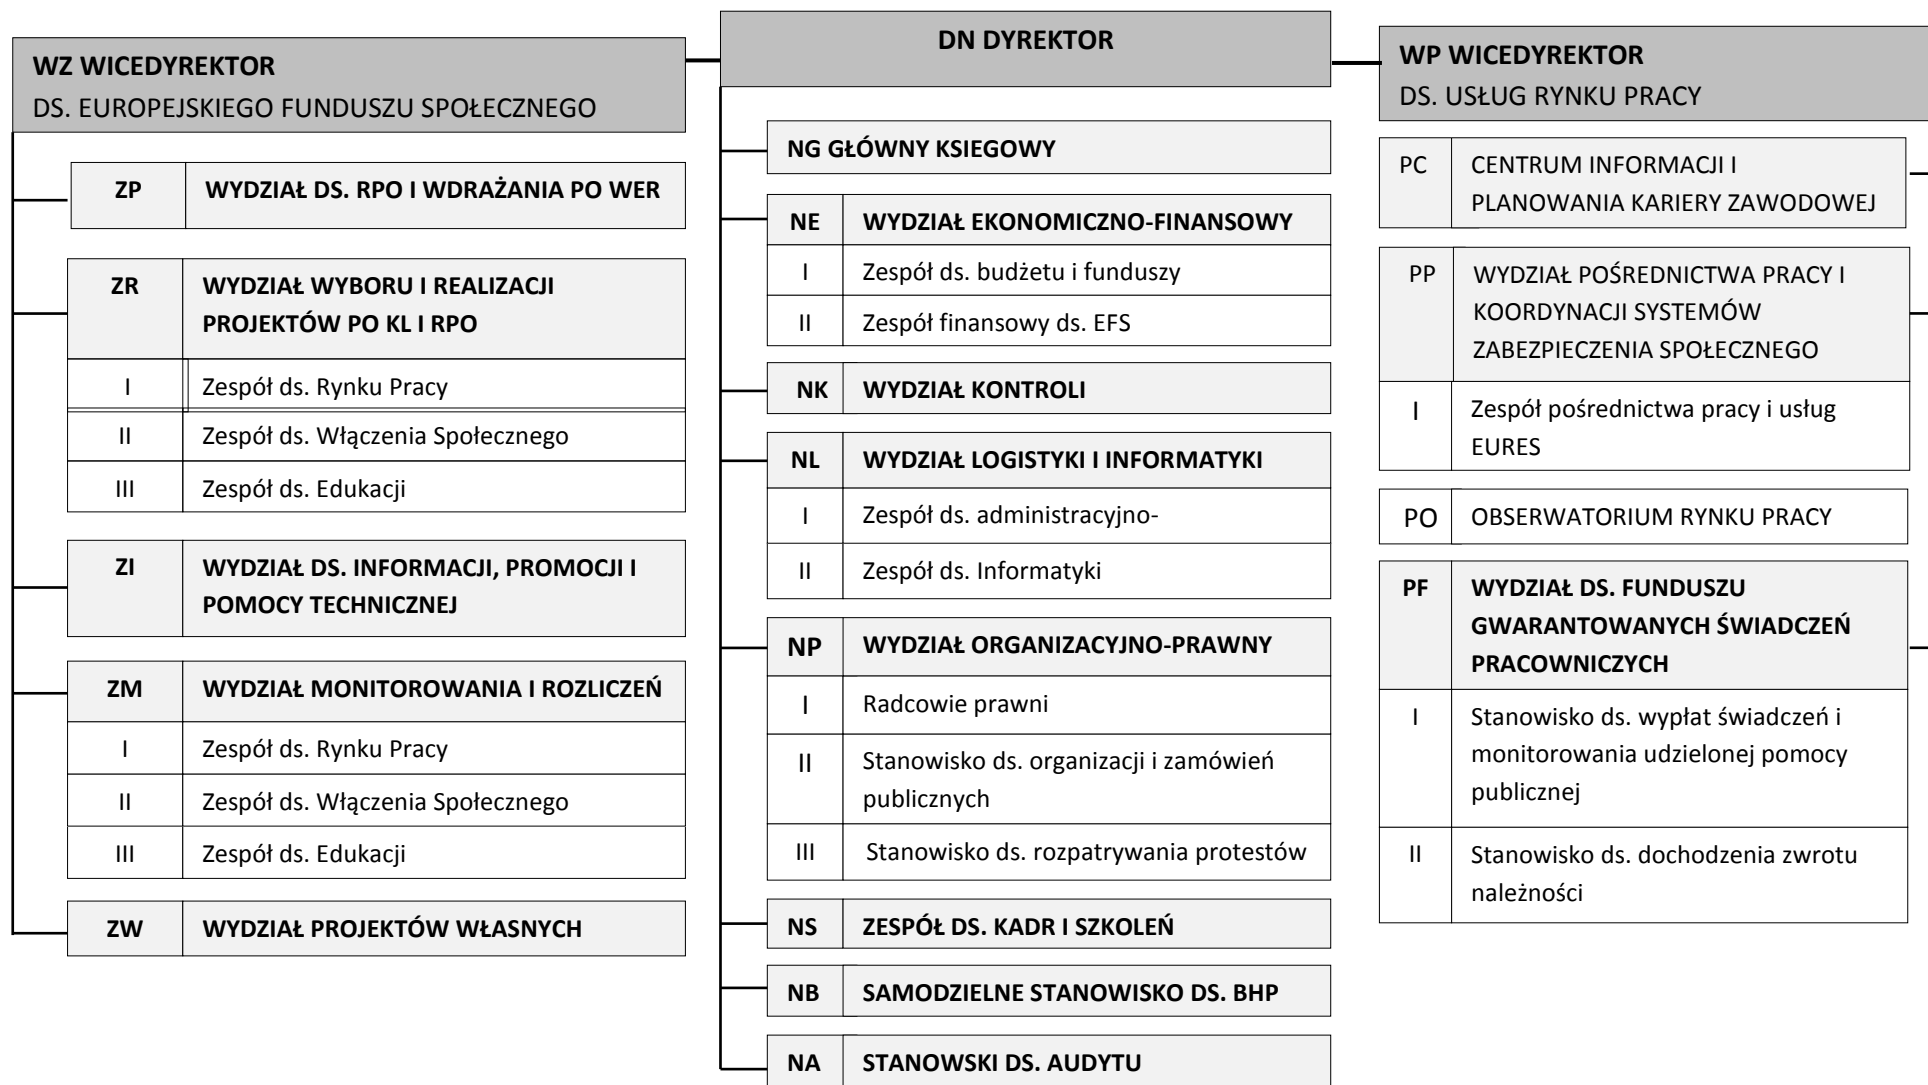 WZ WICEDYREKTOR
DS. EUROPEJSKIEGO FUNDUSZU SPOŁECZNEGO
ZP WYDZIAŁ DS. RPO I WDRAŻANIA PO WER
ZR WYDZIAŁ WYBORU I REALIZACJI
PROJEKTÓW PO KL I RPO
I Zespół ds. Rynku Pracy
II Zespół ds. Włączenia Społecznego
III Zespół ds. Edukacji
ZI WYDZIAŁ DS. INFORMACJI, PROMOCJI I
POMOCY TECHNICZNEJ
ZM WYDZIAŁ MONITOROWANIA I ROZLICZEŃ
I Zespół ds. Rynku Pracy
II Zespół ds. Włączenia Społecznego
III Zespół ds. Edukacji
ZW WYDZIAŁ PROJEKTÓW WŁASNYCH
DN DYREKTOR
NG GŁÓWNY KSIEGOWY
NE WYDZIAŁ EKONOMICZNO-FINANSOWY
I Zespół ds. budżetu i funduszy
II Zespół finansowy ds. EFS
NK WYDZIAŁ KONTROLI
NL WYDZIAŁ LOGISTYKI I INFORMATYKI
I Zespół ds. administracyjno-
II Zespół ds. Informatyki
NP WYDZIAŁ ORGANIZACYJNO-PRAWNY
I Radcowie prawni
II Stanowisko ds. organizacji i zamówień
publicznych
III Stanowisko ds. rozpatrywania protestów
NS ZESPÓŁ DS. KADR I SZKOLEŃ
NB SAMODZIELNE STANOWISKO DS. BHP
NA STANOWSKI DS. AUDYTU
WP WICEDYREKTOR
DS. USŁUG RYNKU PRACY
PC CENTRUM INFORMACJI I
PLANOWANIA KARIERY ZAWODOWEJ
PP WYDZIAŁ POŚREDNICTWA PRACY I
KOORDYNACJI SYSTEMÓW
ZABEZPIECZENIA SPOŁECZNEGO
I Zespół pośrednictwa pracy i usług
EURES
PO OBSERWATORIUM RYNKU PRACY
PF WYDZIAŁ DS. FUNDUSZU
GWARANTOWANYCH ŚWIADCZEŃ
PRACOWNICZYCH
I Stanowisko ds. wypłat świadczeń i
monitorowania udzielonej pomocy
publicznej
II Stanowisko ds. dochodzenia zwrotu
należności